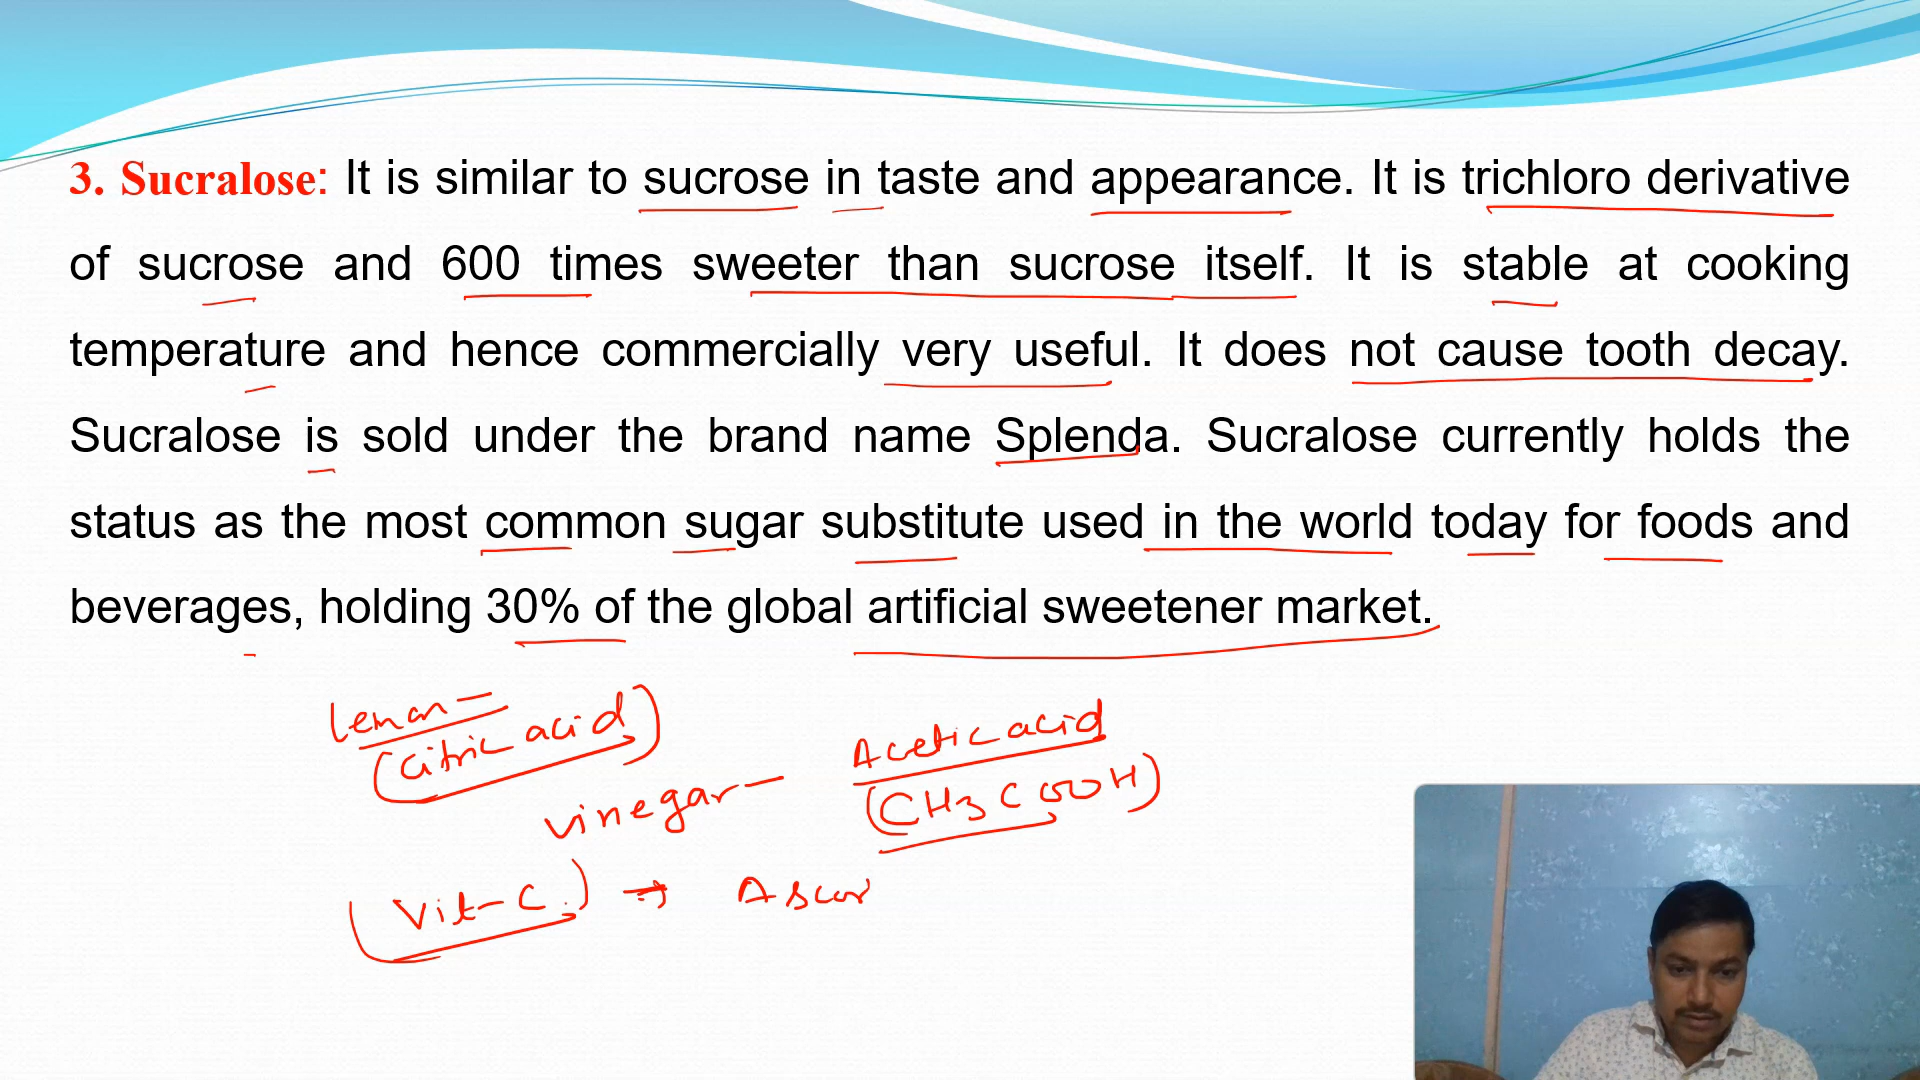 3. Sucralose: It is similar to sucrose in taste and appearance. It is trichloro derivative
of sucrose and 600 times sweeter than sucrose itself. It is stable at cooking
temperature and hence commercially very useful. It does not cause tooth decay.
Sucralose is sold under the brand name Splenda. Sucralose currently holds the
status as the most common sugar substitute used in the world today for foods and
beverages, holding 30% of the global artificial sweetener market.
Leman –
(Citric acid)
Vinegar – Acetic acid
(CH3COOH)
(Vit-C.) → Ascor